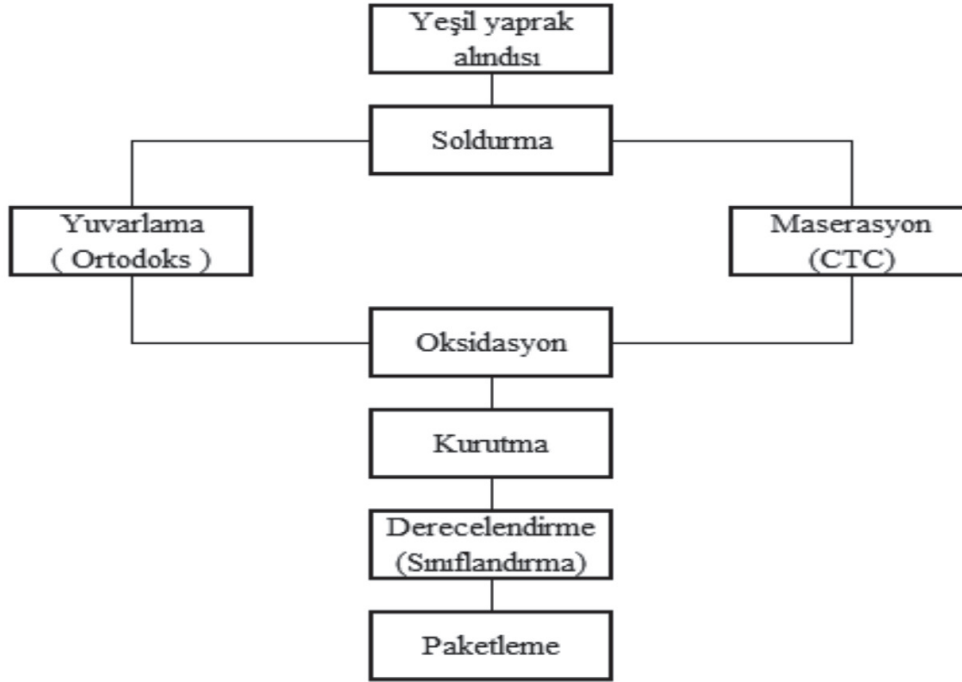 Yeşil yaprak
alındısı
Soldurma
Yuvarlama
( Ortodoks )
Maserasyon
(CTC)
Oksidasyon
Kurutma
Derecelendirme
(Sınıflandırma)
Paketleme